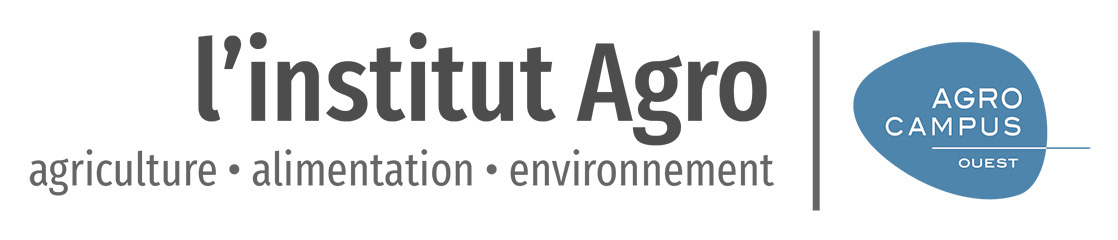 l'institut Agro
agriculture • alimentation • environnement
AGRO
CAMPUS
OUEST